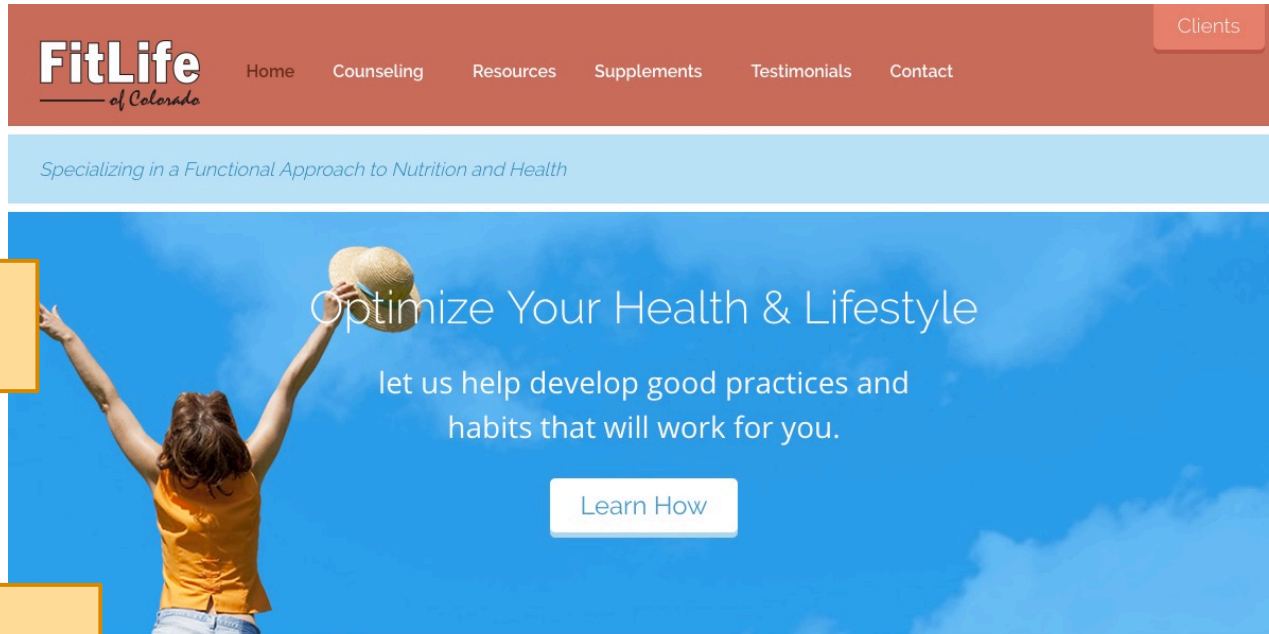 Clients
FitLife
of Colorado
Home Counseling Resources Supplements Testimonials Contact
Specializing in a Functional Approach to Nutrition and Health
Optimize Your Health & Lifestyle
let us help develop good practices and
habits that will work for you.
Learn How